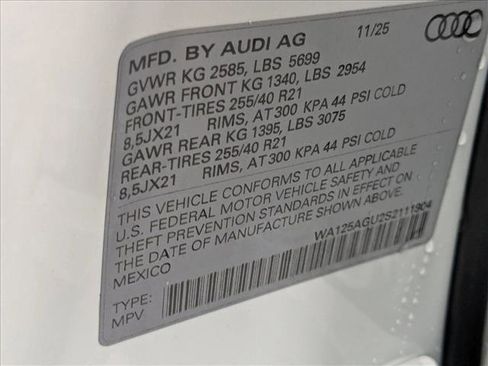 MFD. BY AUDI AG 11/25
GVWR KG 2585, LBS 5699
GAWR FRONT KG 1340, LBS 2954
FRONT-TIRES 255/40 R21
8,5JX21 RIMS, AT 300 KPA 44 PSI COLD
GAWR REAR KG 1395, LBS 3075
REAR-TIRES 255/40 R21
8,5JX21 RIMS, AT 300 KPA 44 PSI COLD
THIS VEHICLE CONFORMS TO ALL APPLICABLE
U.S. FEDERAL MOTOR VEHICLE SAFETY AND
THEFT PREVENTION STANDARDS IN EFFECT ON
THE DATE OF MANUFACTURE SHOWN ABOVE.
MEXICO
WA125AGU2S2111904
TYPE:
MPV